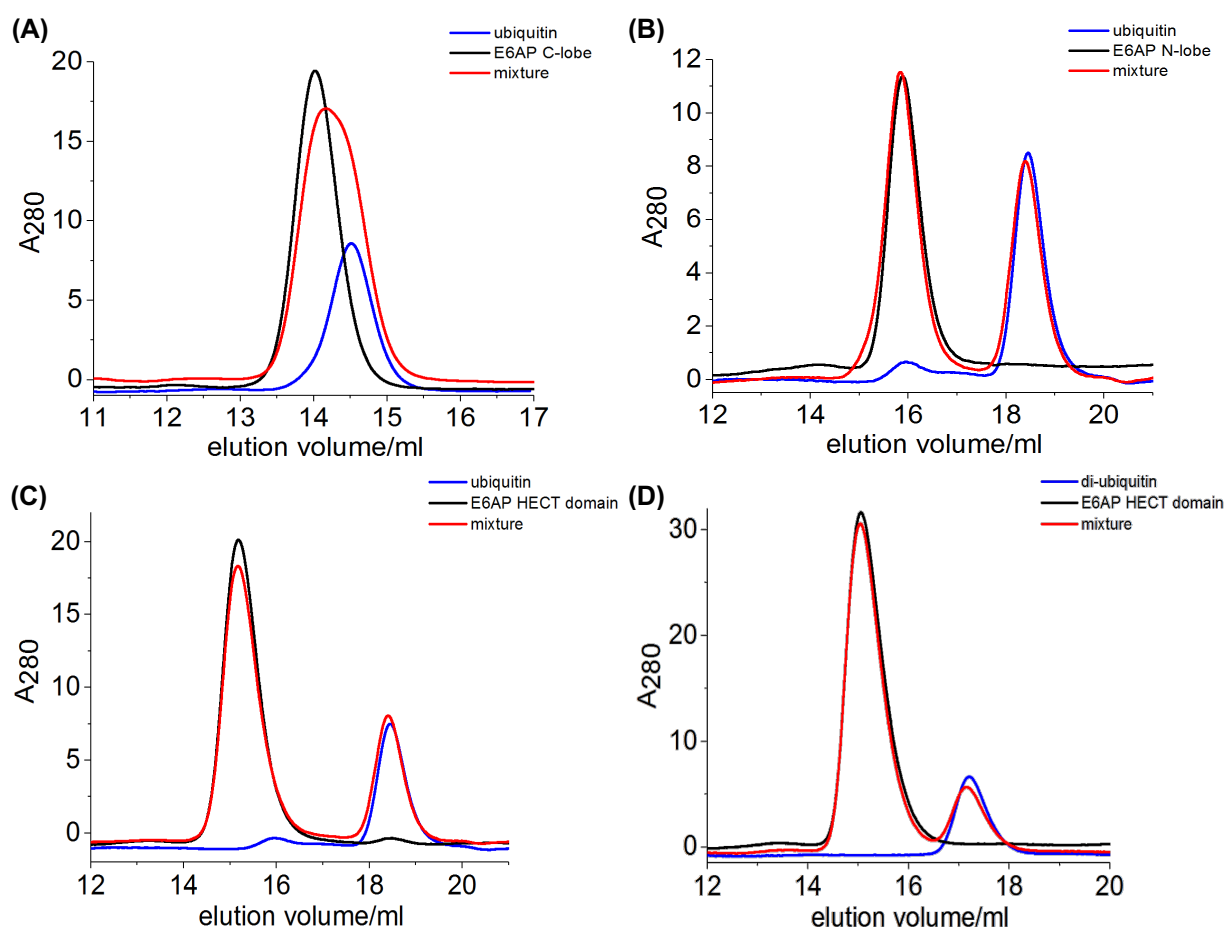 (A)
ubiquitin
E6AP C-lobe
mixture
20
15
10
5
0
A280
11 12 13 14 15 16 17
elution volume/ml
(B)
ubiquitin
E6AP N-lobe
mixture
12
10
8
6
4
2
0
A280
12 14 16 18 20
elution volume/ml
(C)
ubiquitin
E6AP HECT domain
mixture
20
15
10
5
0
A280
12 14 16 18 20
elution volume/ml
(D)
di-ubiquitin
E6AP HECT domain
mixture
30
20
10
0
A280
12 14 16 18 20
elution volume/ml